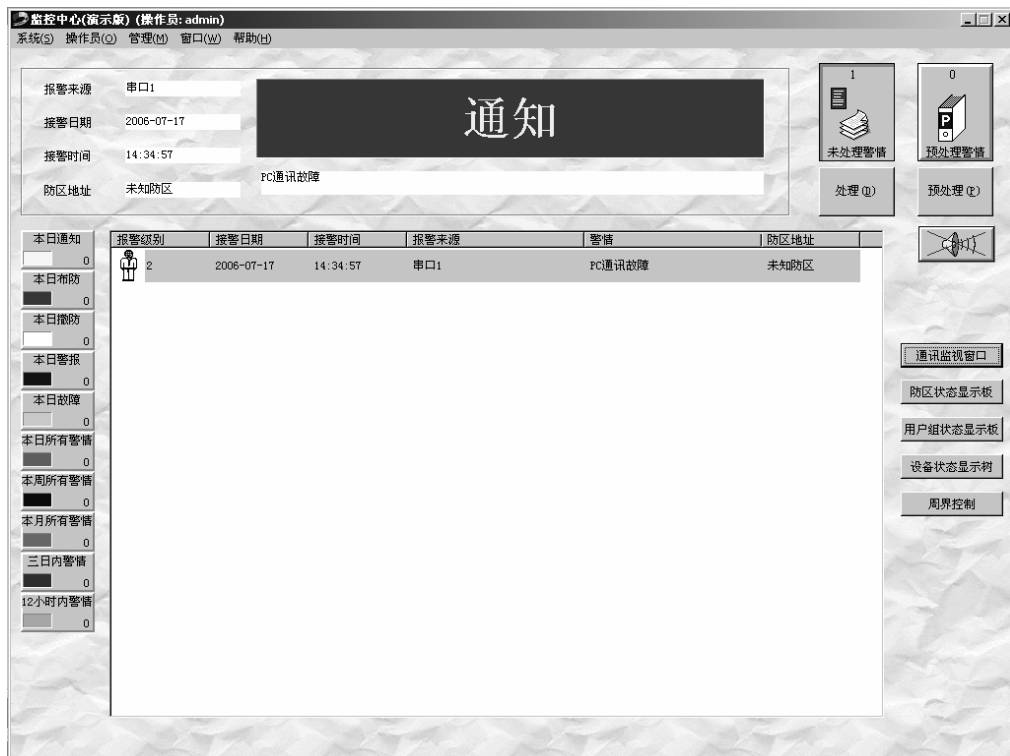 监控中心(演示版) (操作员: admin)
系统(S) 操作员(O) 管理(M) 窗口(W) 帮助(H)
报警来源 串口1
接警日期 2006-07-17
接警时间 14:34:57
防区地址 未知防区
通知
PC通讯故障
1
未处理警情
0
P
预处理警情
处理(D)
预处理(P)
本日通知
0
本日布防
0
本日撤防
0
本日警报
0
本日故障
0
本日所有警情
0
本周所有警情
0
本月所有警情
0
三日内警情
0
12小时内警情
0
报警级别 接警日期 接警时间 报警来源 警情 防区地址
2 2006-07-17 14:34:57 串口1 PC通讯故障 未知防区
通讯监视窗口
防区状态显示板
用户组状态显示板
设备状态显示树
周界控制